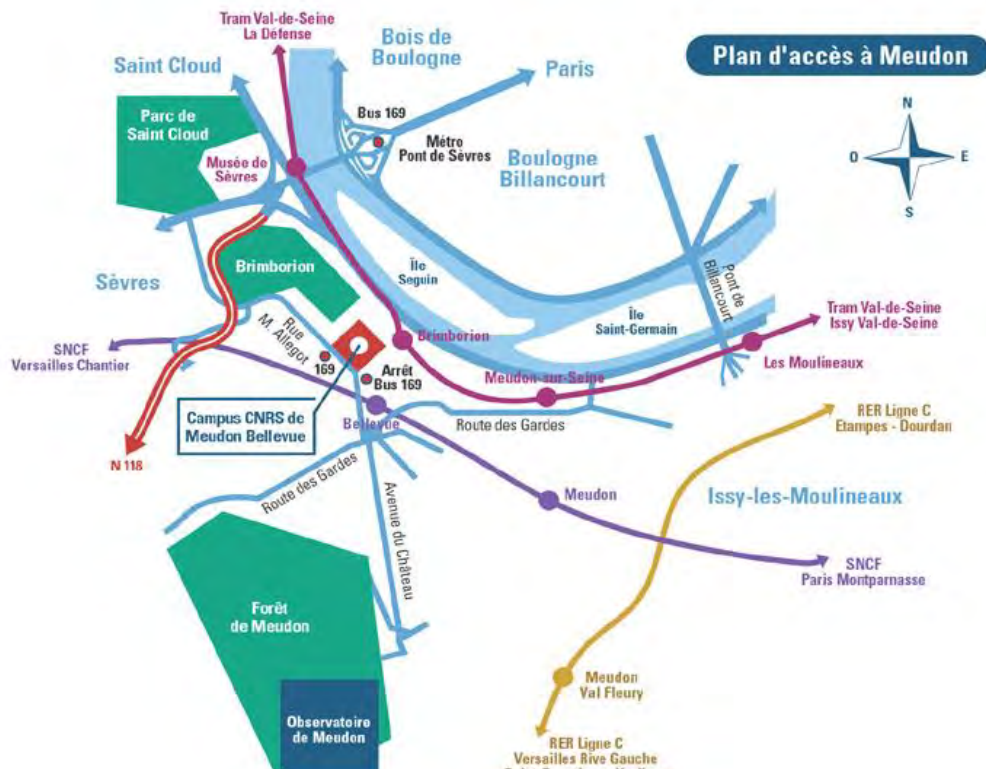 Plan d'accès à Meudon
Tram Val-de-Seine
La Défense
Bois de
Boulogne
Saint Cloud
Paris
Bus 169
Parc de
Saint Cloud
Métro
Pont de Sèvres
Musée de
Sèvres
Boulogne
Billancourt
N
O
E
S
Brimborion
Île
Seguin
Pont de
Billancourt
Sèvres
Île
Saint-Germain
Tram Val-de-Seine
Issy Val-de-Seine
Rue
M. Allegot
Brimborion
SNCF
Versailles Chantier
169
Arrêt
Bus 169
Les Moulineaux
Meudon-sur-Seine
Campus CNRS de
Meudon Bellevue
Bellevue
Route des Gardes
RER Ligne C
Etampes - Dourdan
N 118
Route des Gardes
Avenue du Château
Meudon
Issy-les-Moulineaux
SNCF
Paris Montparnasse
Forêt
de Meudon
Meudon
Val Fleury
Observatoire
de Meudon
RER Ligne C
Versailles Rive Gauche